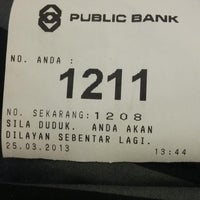 PUBLIC BANK
NO. ANDA :
1211
NO. SEKARANG:1208
SILA DUDUK. ANDA AKAN
DILAYAN SEBENTAR LAGI.
25.03.2013 13:44